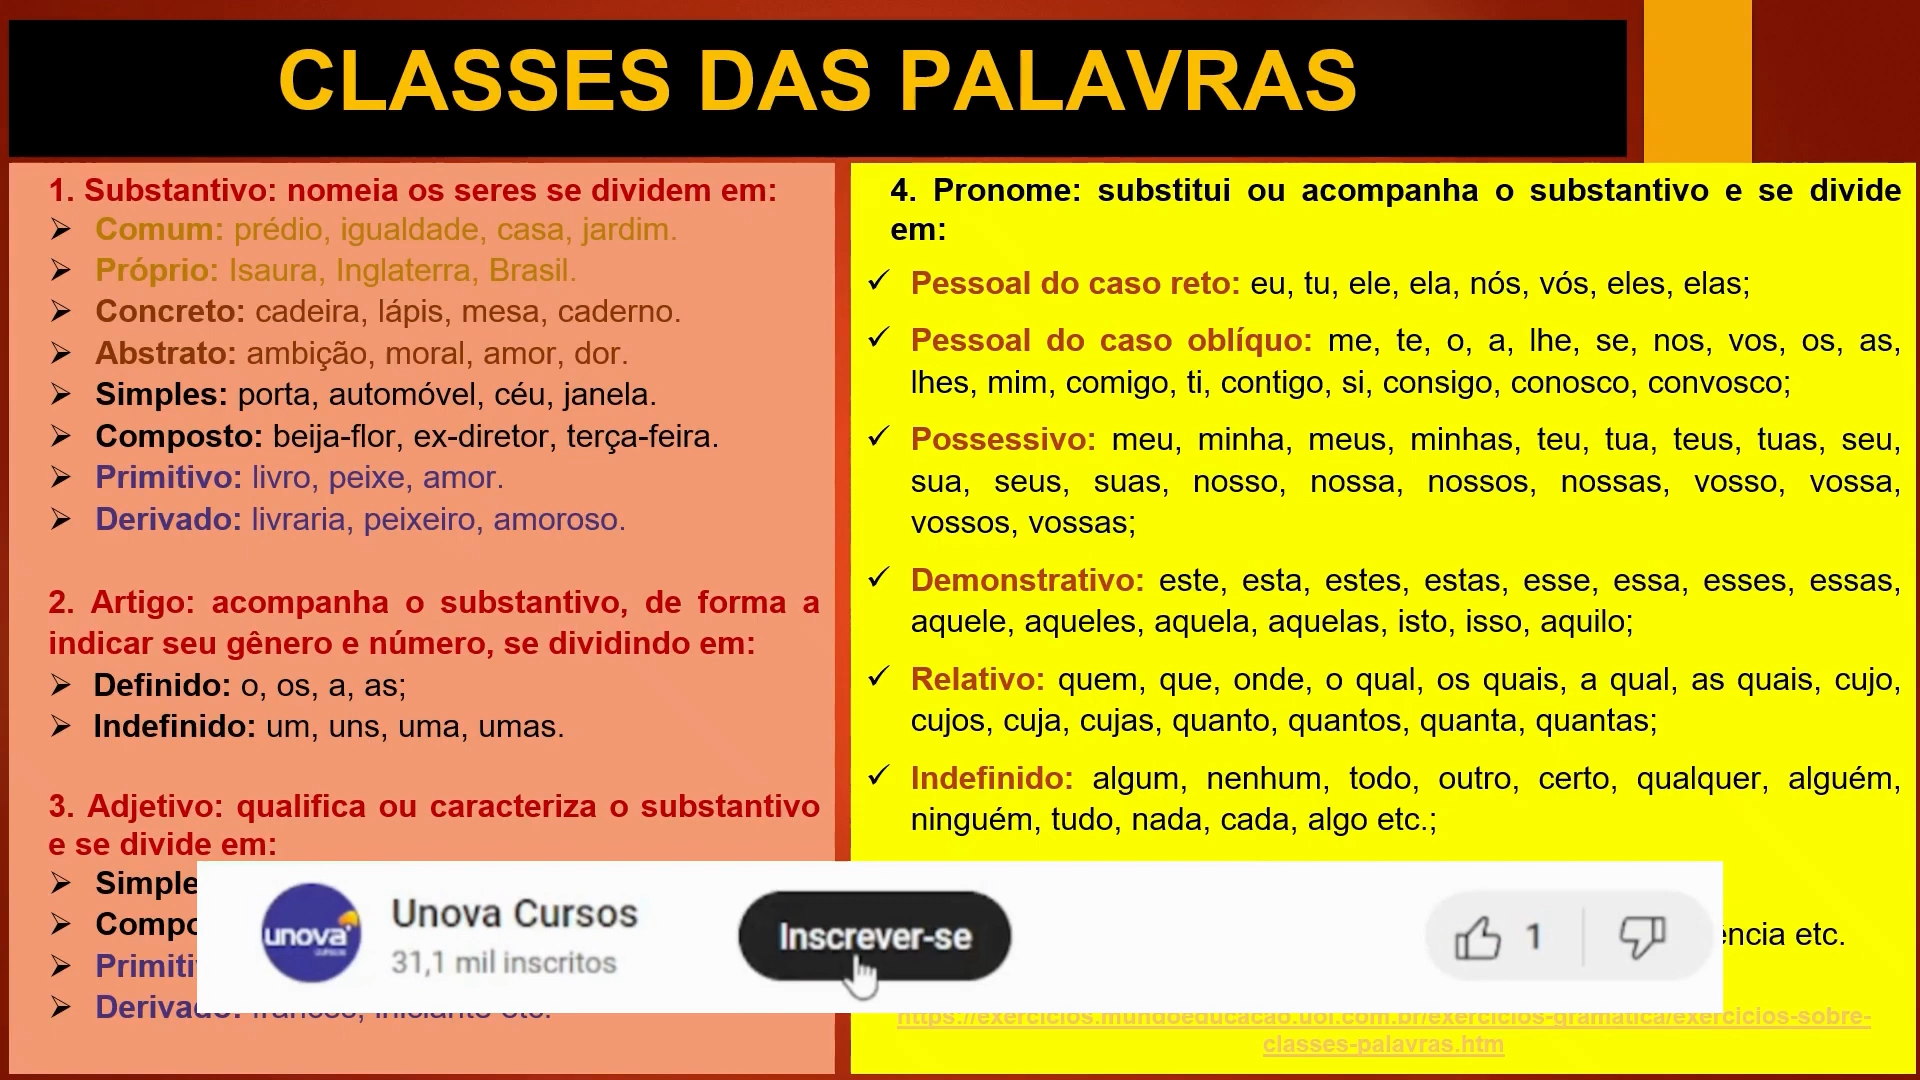 CLASSES DAS PALAVRAS
1. Substantivo: nomeia os seres se dividem em:
Comum: prédio, igualdade, casa, jardim.
Próprio: Isaura, Inglaterra, Brasil.
Concreto: cadeira, lápis, mesa, caderno.
Abstrato: ambição, moral, amor, dor.
Simples: porta, automóvel, céu, janela.
Composto: beija-flor, ex-diretor, terça-feira.
Primitivo: livro, peixe, amor.
Derivado: livraria, peixeiro, amoroso.
2. Artigo: acompanha o substantivo, de forma a
indicar seu gênero e número, se dividindo em:
Definido: o, os, a, as;
Indefinido: um, uns, uma, umas.
3. Adjetivo: qualifica ou caracteriza o substantivo
e se divide em:
Simple
Compo
Primiti
Derivado:
4. Pronome: substitui ou acompanha o substantivo e se divide
em:
Pessoal do caso reto: eu, tu, ele, ela, nós, vós, eles, elas;
Pessoal do caso oblíquo: me, te, o, a, lhe, se, nos, vos, os, as,
lhes, mim, comigo, ti, contigo, si, consigo, conosco, convosco;
Possessivo: meu, minha, meus, minhas, teu, tua, teus, tuas, seu,
sua, seus, suas, nosso, nossa, nossos, nossas, vosso, vossa,
vossos, vossas;
Demonstrativo: este, esta, estes, estas, esse, essa, esses, essas,
aquele, aqueles, aquela, aquelas, isto, isso, aquilo;
Relativo: quem, que, onde, o qual, os quais, a qual, as quais, cujo,
cujos, cuja, cujas, quanto, quantos, quanta, quantas;
Indefinido: algum, nenhum, todo, outro, certo, qualquer, alguém,
ninguém, tudo, nada, cada, algo etc.;
encia etc.
https://exercicios.mundoeducacao.uol.com.br/exercicios-gramatica/exercicios-sobre-
classes-palavras.htm
unova
Unova Cursos
31,1 mil inscritos
Inscrever-se
1